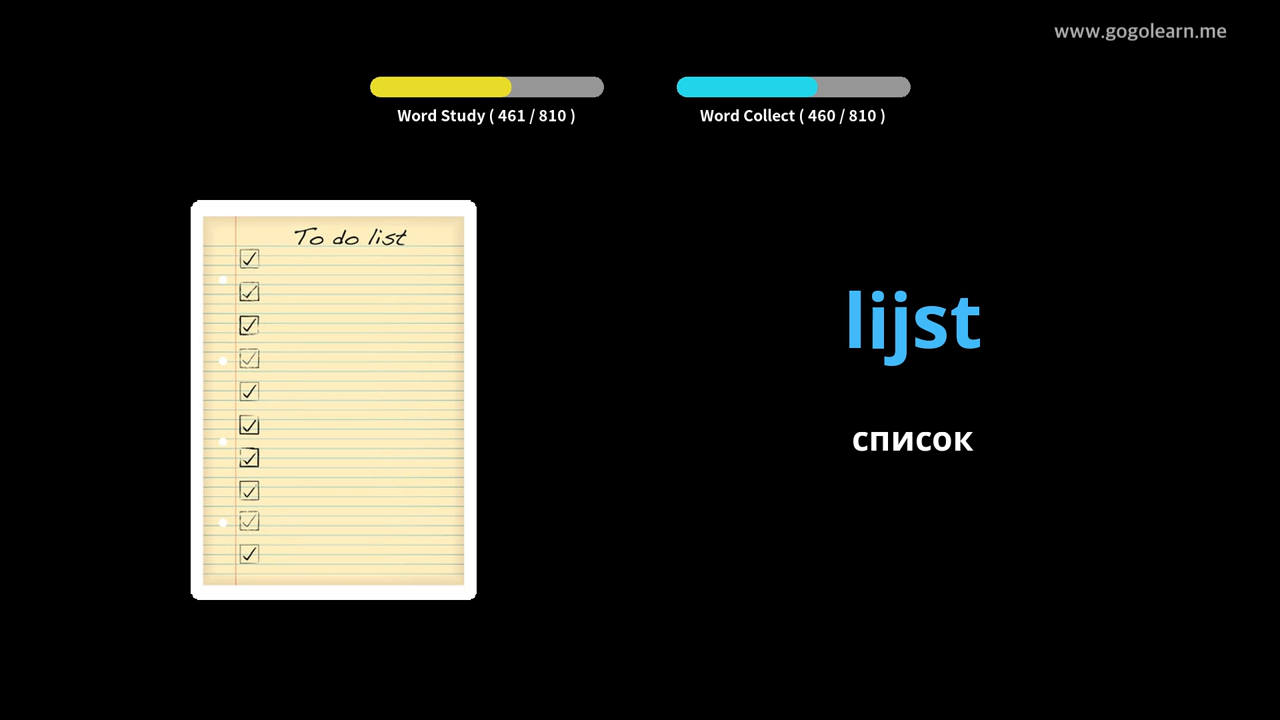 www.gogolearn.me
Word Study ( 461 / 810 )
Word Collect ( 460 / 810 )
To do list
lijst
список